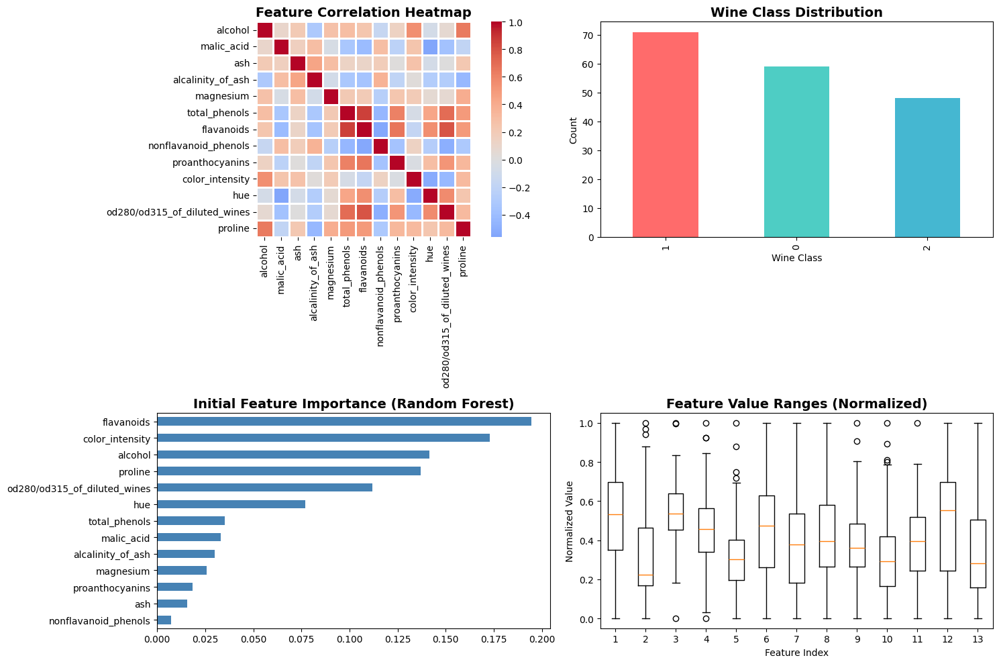 Feature Correlation Heatmap
alcohol
malic_acid
ash
alcalinity_of_ash
magnesium
total_phenols
flavanoids
nonflavanoid_phenols
proanthocyanins
color_intensity
hue
od280/od315_of_diluted_wines
proline
alcohol
malic_acid
ash
alcalinity_of_ash
magnesium
total_phenols
flavanoids
nonflavanoid_phenols
proanthocyanins
color_intensity
hue
od280/od315_of_diluted_wines
proline
1.0
0.8
0.6
0.4
0.2
0.0
−0.2
−0.4
Wine Class Distribution
Count
70
60
50
40
30
20
10
0
1
0
2
Wine Class
Initial Feature Importance (Random Forest)
flavanoids
color_intensity
alcohol
proline
od280/od315_of_diluted_wines
hue
total_phenols
malic_acid
alcalinity_of_ash
magnesium
proanthocyanins
ash
nonflavanoid_phenols
0.000 0.025 0.050 0.075 0.100 0.125 0.150 0.175 0.200
Feature Value Ranges (Normalized)
Normalized Value
1.0
0.8
0.6
0.4
0.2
0.0
1 2 3 4 5 6 7 8 9 10 11 12 13
Feature Index